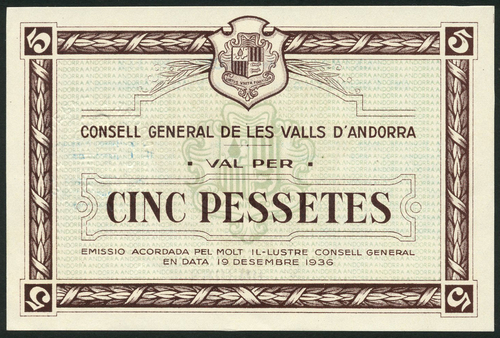 5 5
CONSELL GENERAL DE LES VALLS D'ANDORRA
· VAL PER ·
CINC PESSETES
EMISSIO ACORDADA PEL MOLT IL-LUSTRE CONSELL GENERAL
EN DATA 19 DESEMBRE 1936
5 5